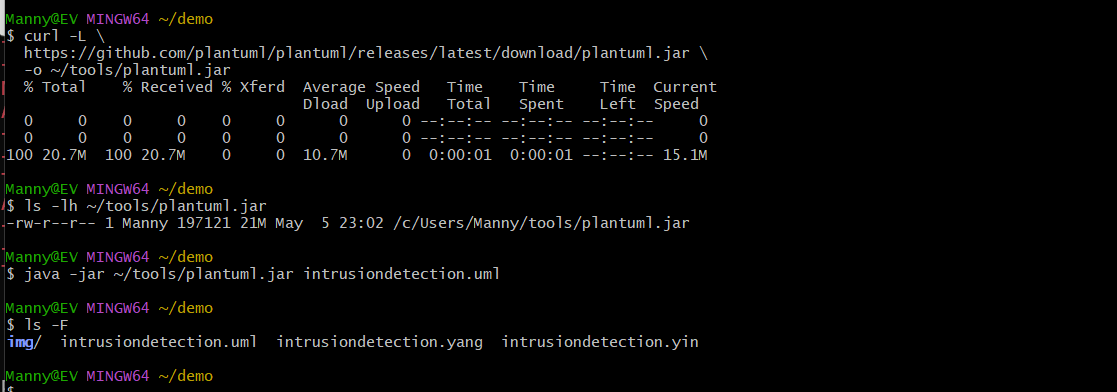 Manny@EV MINGW64 ~/demo
$ curl -L \
  https://github.com/plantuml/plantuml/releases/latest/download/plantuml.jar \
  -o ~/tools/plantuml.jar
  % Total    % Received % Xferd  Average Speed   Time    Time     Time  Current
                                 Dload  Upload   Total   Spent    Left  Speed
  0     0    0     0    0     0      0      0 --:--:-- --:--:-- --:--:--     0
  0     0    0     0    0     0      0      0 --:--:-- --:--:-- --:--:--     0
100 20.7M  100 20.7M    0     0  10.7M      0  0:00:01  0:00:01 --:--:-- 15.1M
Manny@EV MINGW64 ~/demo
$ ls -lh ~/tools/plantuml.jar
-rw-r--r-- 1 Manny 197121 21M May  5 23:02 /c/Users/Manny/tools/plantuml.jar
Manny@EV MINGW64 ~/demo
$ java -jar ~/tools/plantuml.jar intrusiondetection.uml
Manny@EV MINGW64 ~/demo
$ ls -F
img/  intrusiondetection.uml  intrusiondetection.yang  intrusiondetection.yin
Manny@EV MINGW64 ~/demo
$